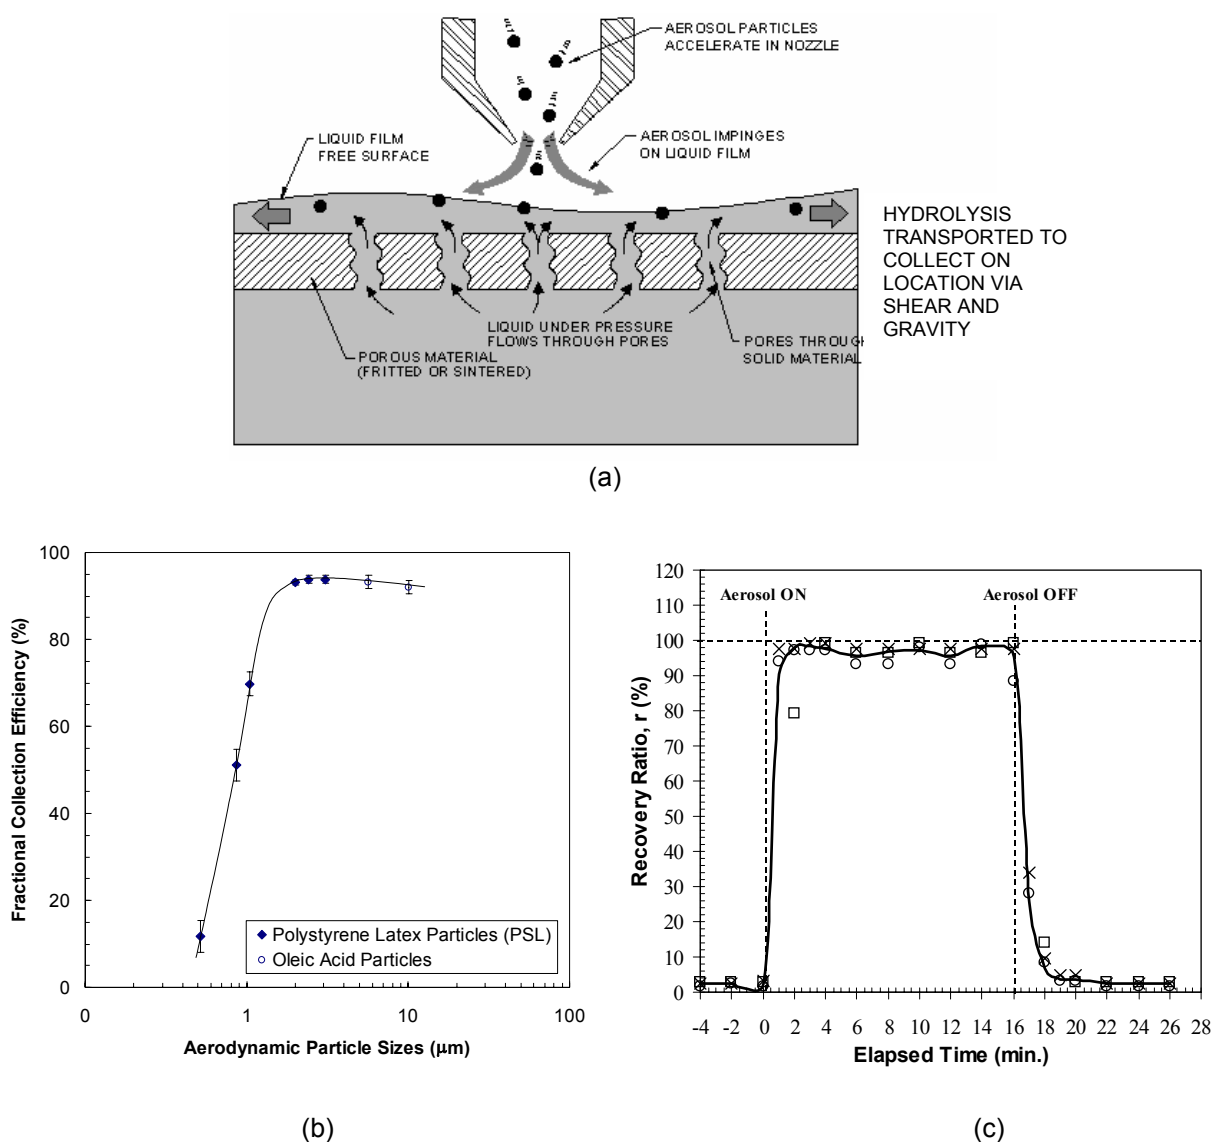 AEROSOL PARTICLES
ACCELERATE IN NOZZLE
LIQUID FILM
FREE SURFACE
AEROSOL IMPINGES
ON LIQUID FILM
HYDROLYSIS
TRANSPORTED TO
COLLECT ON
LOCATION VIA
SHEAR AND
GRAVITY
LIQUID UNDER PRESSURE
FLOWS THROUGH PORES
POROUS MATERIAL
(FRITTED OR SINTERED)
PORES THROUGH
SOLID MATERIAL
(a)
Fractional Collection Efficiency (%)
100
80
60
40
20
0
0 1 10 100
Polystyrene Latex Particles (PSL)
Oleic Acid Particles
Aerodynamic Particle Sizes (µm)
(b)
Recovery Ratio, r (%)
120
110
100
90
80
70
60
50
40
30
20
10
0
Aerosol ON
Aerosol OFF
-4 -2 0 2 4 6 8 10 12 14 16 18 20 22 24 26 28
Elapsed Time (min.)
(c)